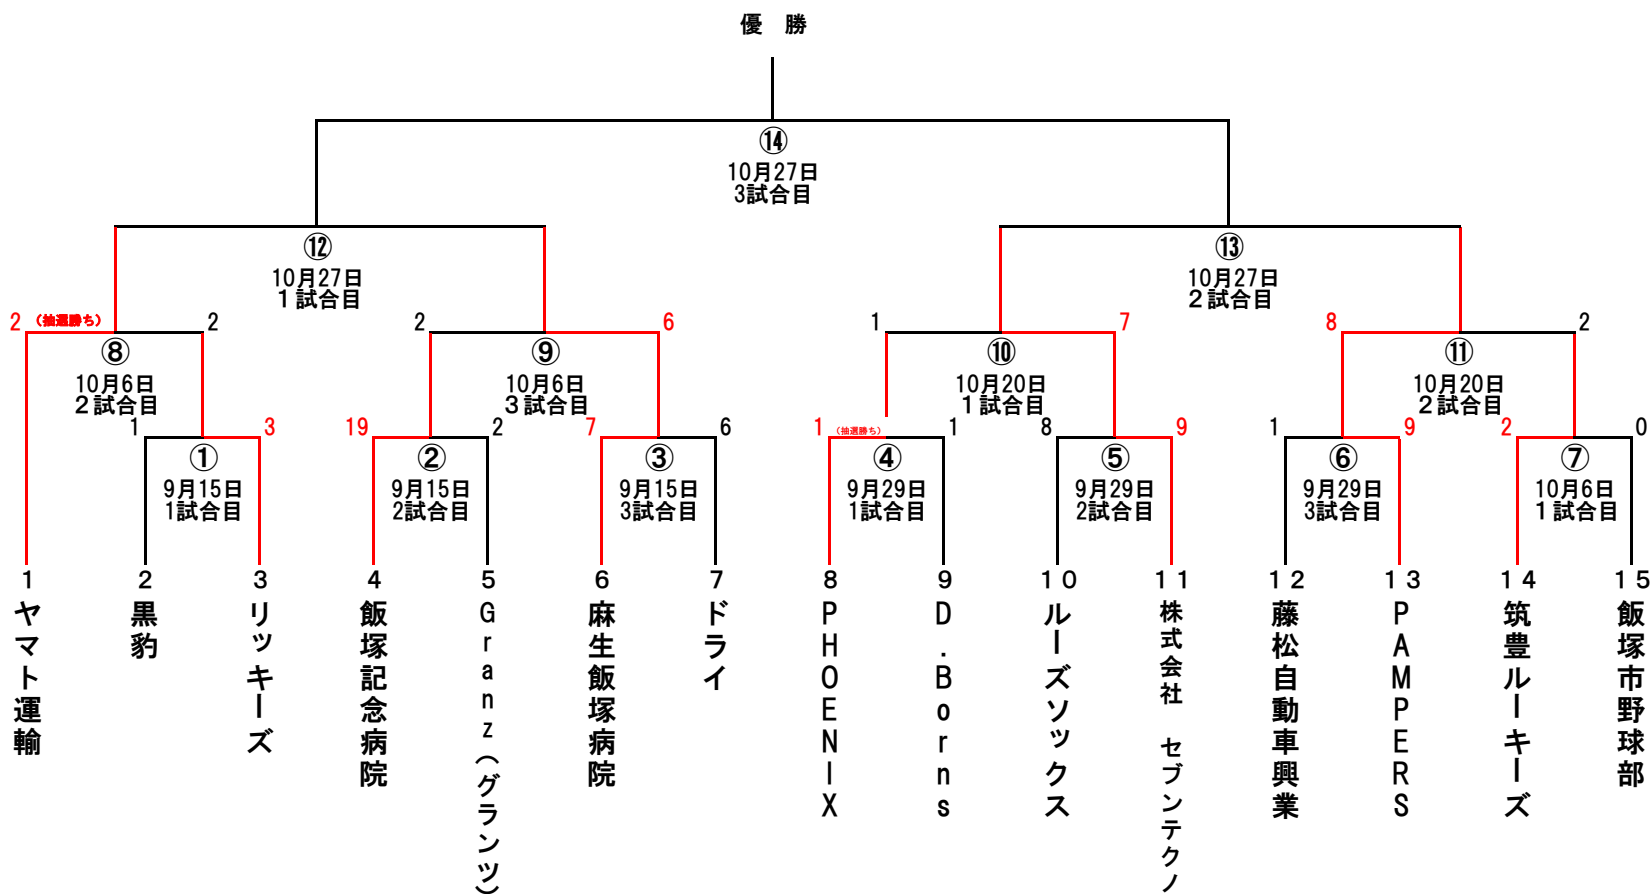 優　勝
⑭
10月27日
3試合目
⑫
10月27日
１試合目
⑬
10月27日
２試合目
2 （抽選勝ち） 2
⑧
10月6日
２試合目
2 6
⑨
10月6日
３試合目
1 7
⑩
10月20日
１試合目
8 2
⑪
10月20日
２試合目
1 3
①
9月15日
1試合目
19 2
②
9月15日
2試合目
7 6
③
9月15日
3試合目
1 （抽選勝ち） 1
④
9月29日
1試合目
8 9
⑤
9月29日
2試合目
1 9
⑥
9月29日
3試合目
2 0
⑦
10月6日
１試合目
1 ヤマト運輸
2 黒豹
3 リッキーズ
4 飯塚記念病院
5 Granz（グランツ）
6 麻生飯塚病院
7 ドライ
8 PHOENIX
9 D.Borns
10 ルーズソックス
11 株式会社　セブンテクノ
12 藤松自動車興業
13 PAMPERS
14 筑豊ルーキーズ
15 飯塚市野球部